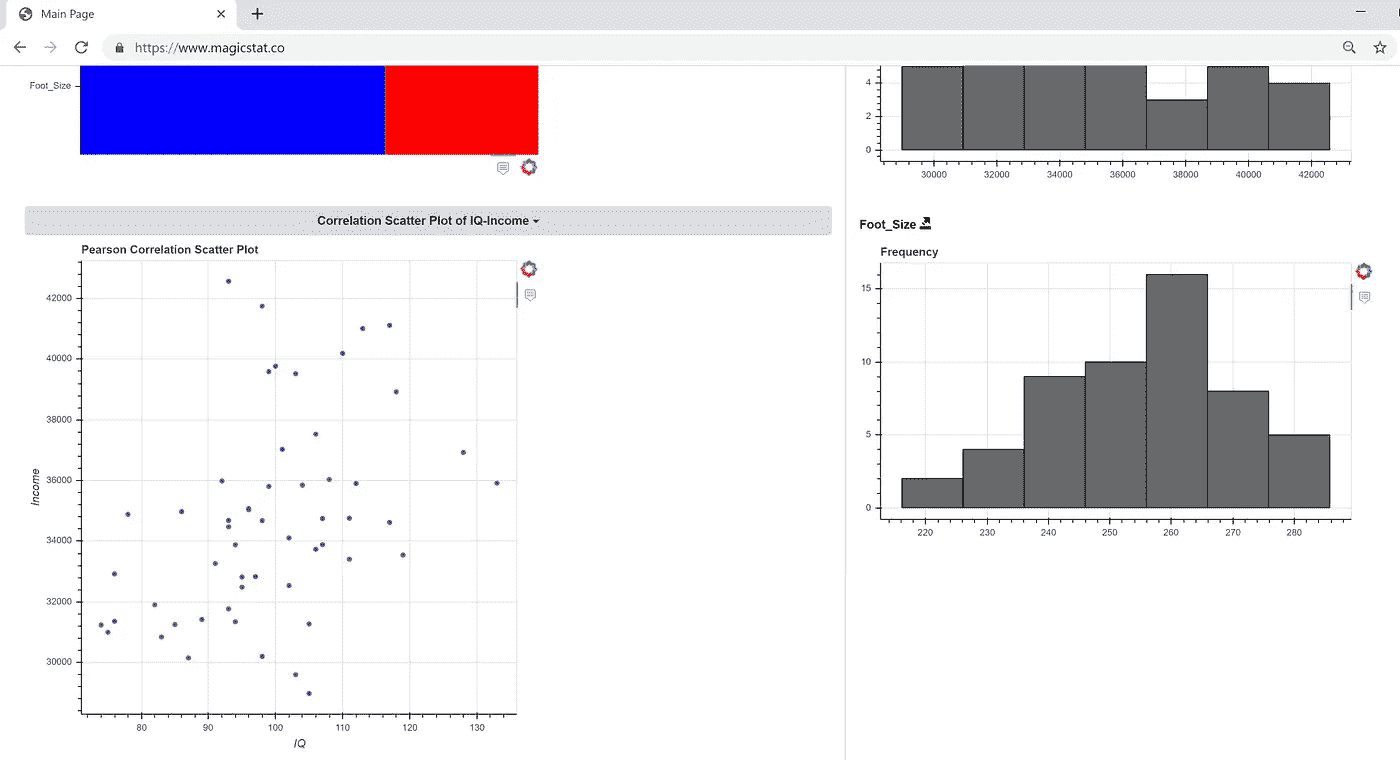 Main Page
https://www.magicstat.co
Foot_Size
Correlation Scatter Plot of IQ-Income
Pearson Correlation Scatter Plot
42000
40000
38000
36000
34000
32000
30000
Income
80 90 100 110 120 130
IQ
4
2
0
30000 32000 34000 36000 38000 40000 42000
Foot_Size
Frequency
15
10
5
0
220 230 240 250 260 270 280